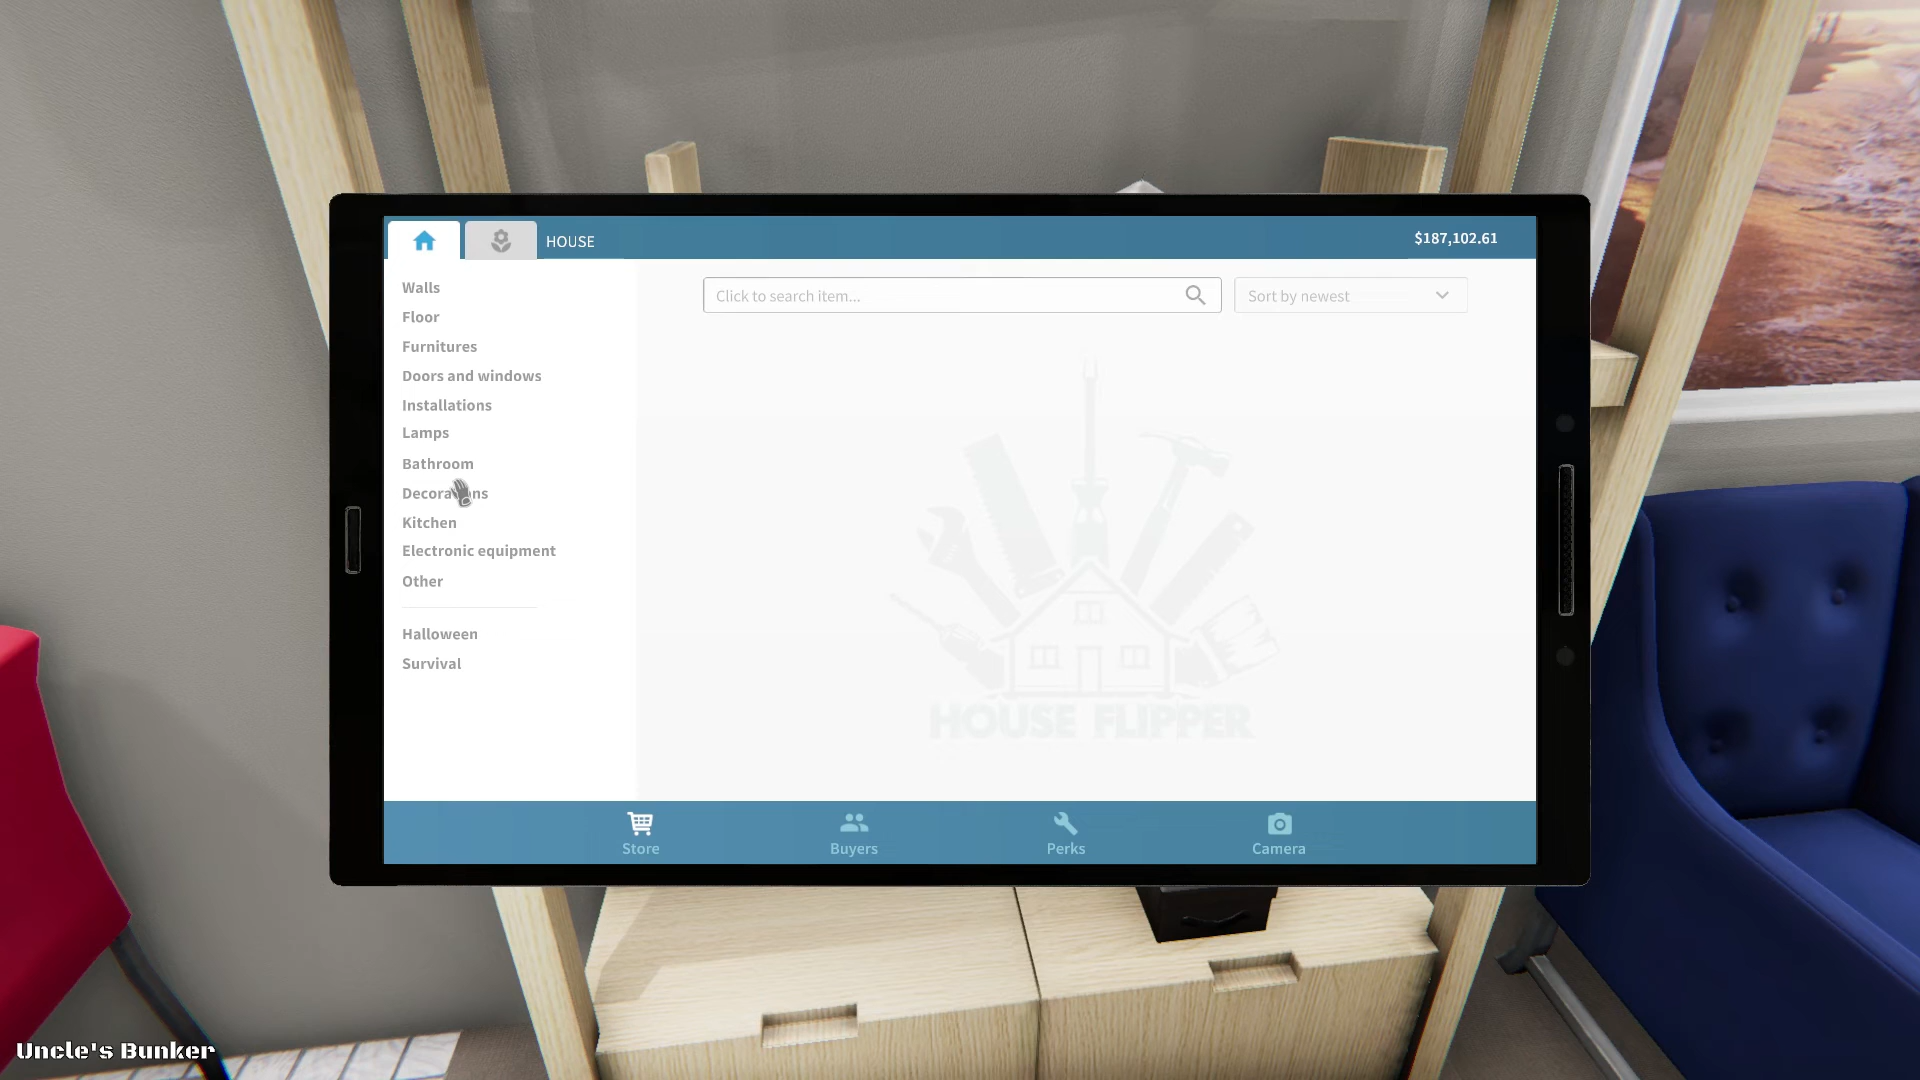 HOUSE
$187,102.61
Click to search item...
Sort by newest
Walls
Floor
Furnitures
Doors and windows
Installations
Lamps
Bathroom
Decorations
Kitchen
Electronic equipment
Other
Halloween
Survival
HOUSE FLIPPER
Store
Buyers
Perks
Camera
Uncle's Bunker